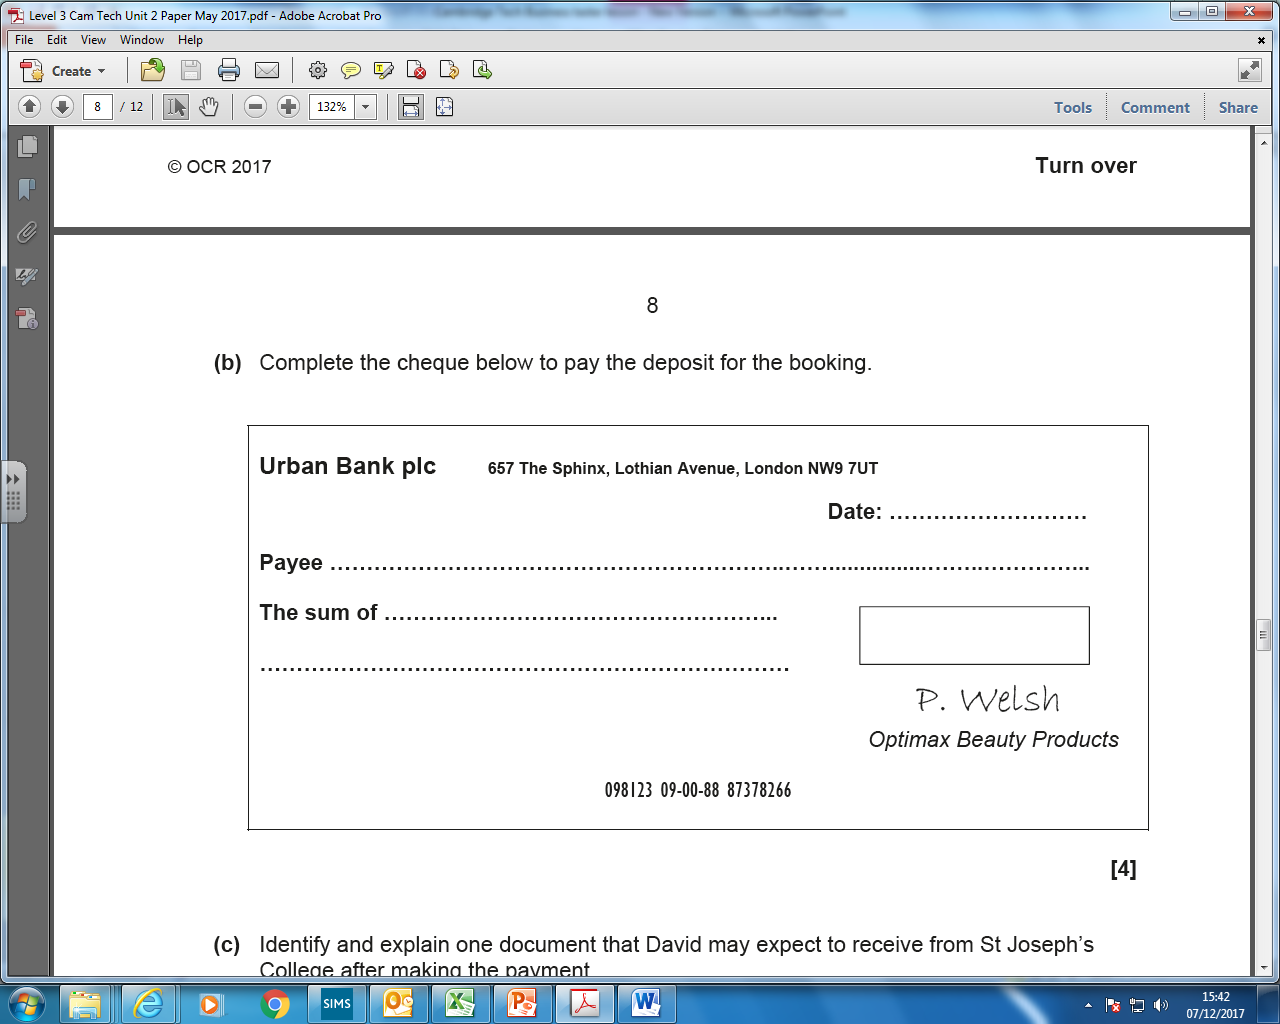 Level 3 Cam Tech Unit 2 Paper May 2017.pdf - Adobe Acrobat Pro
File Edit View Window Help
Create
8 / 12 132% Tools Comment Share
© OCR 2017 Turn over
8
(b) Complete the cheque below to pay the deposit for the booking.
Urban Bank plc 657 The Sphinx, Lothian Avenue, London NW9 7UT
Date: ………………………
Payee ……………………………………………………..……...............……..…………...
The sum of ……………………………………………...
………………………………………………………………
P. Welsh
Optimax Beauty Products
098123 09-00-88 87378266
[4]
(c) Identify and explain one document that David may expect to receive from St Joseph's
College after making the payment
SIMS
15:42
07/12/2017